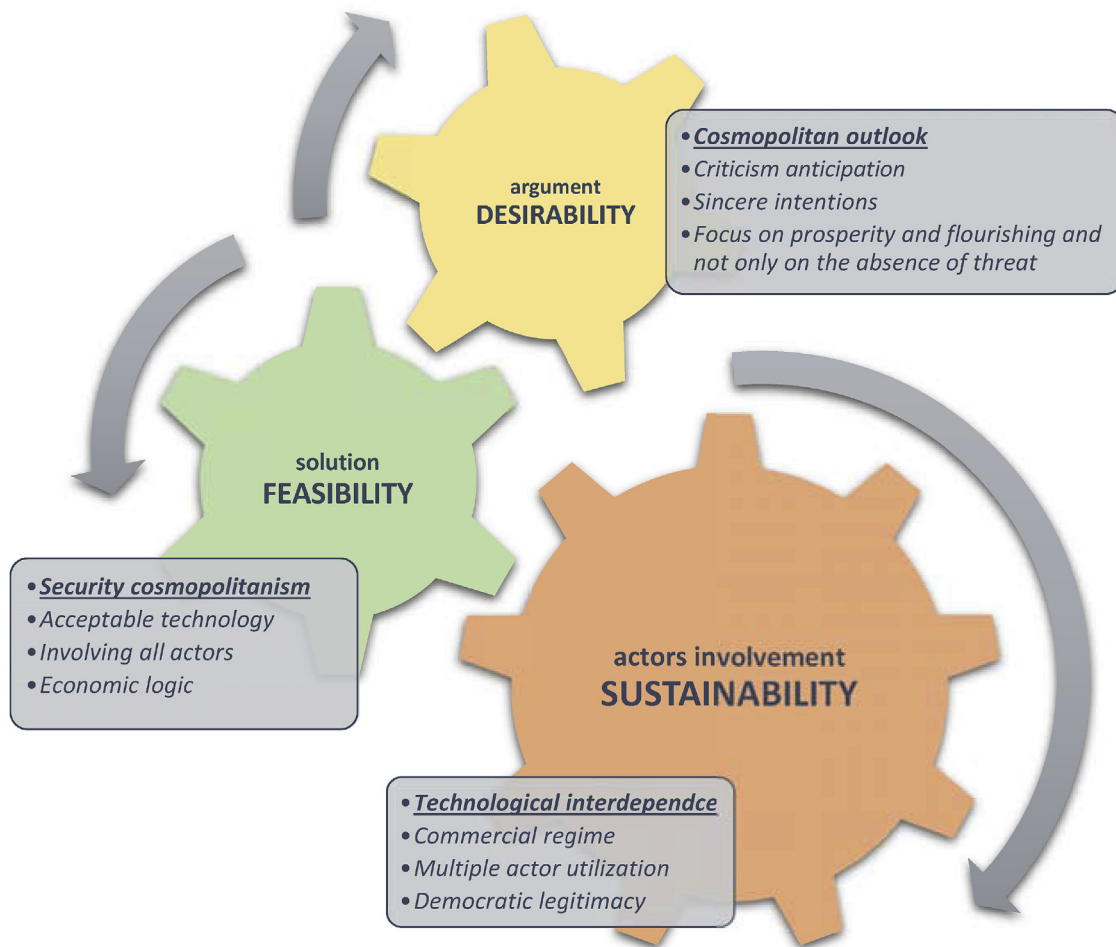 argument
DESIRABILITY
• Cosmopolitan outlook
• Criticism anticipation
• Sincere intentions
• Focus on prosperity and flourishing and
not only on the absence of threat
solution
FEASIBILITY
• Security cosmopolitanism
• Acceptable technology
• Involving all actors
• Economic logic
actors involvement
SUSTAINABILITY
• Technological interdependce
• Commercial regime
• Multiple actor utilization
• Democratic legitimacy